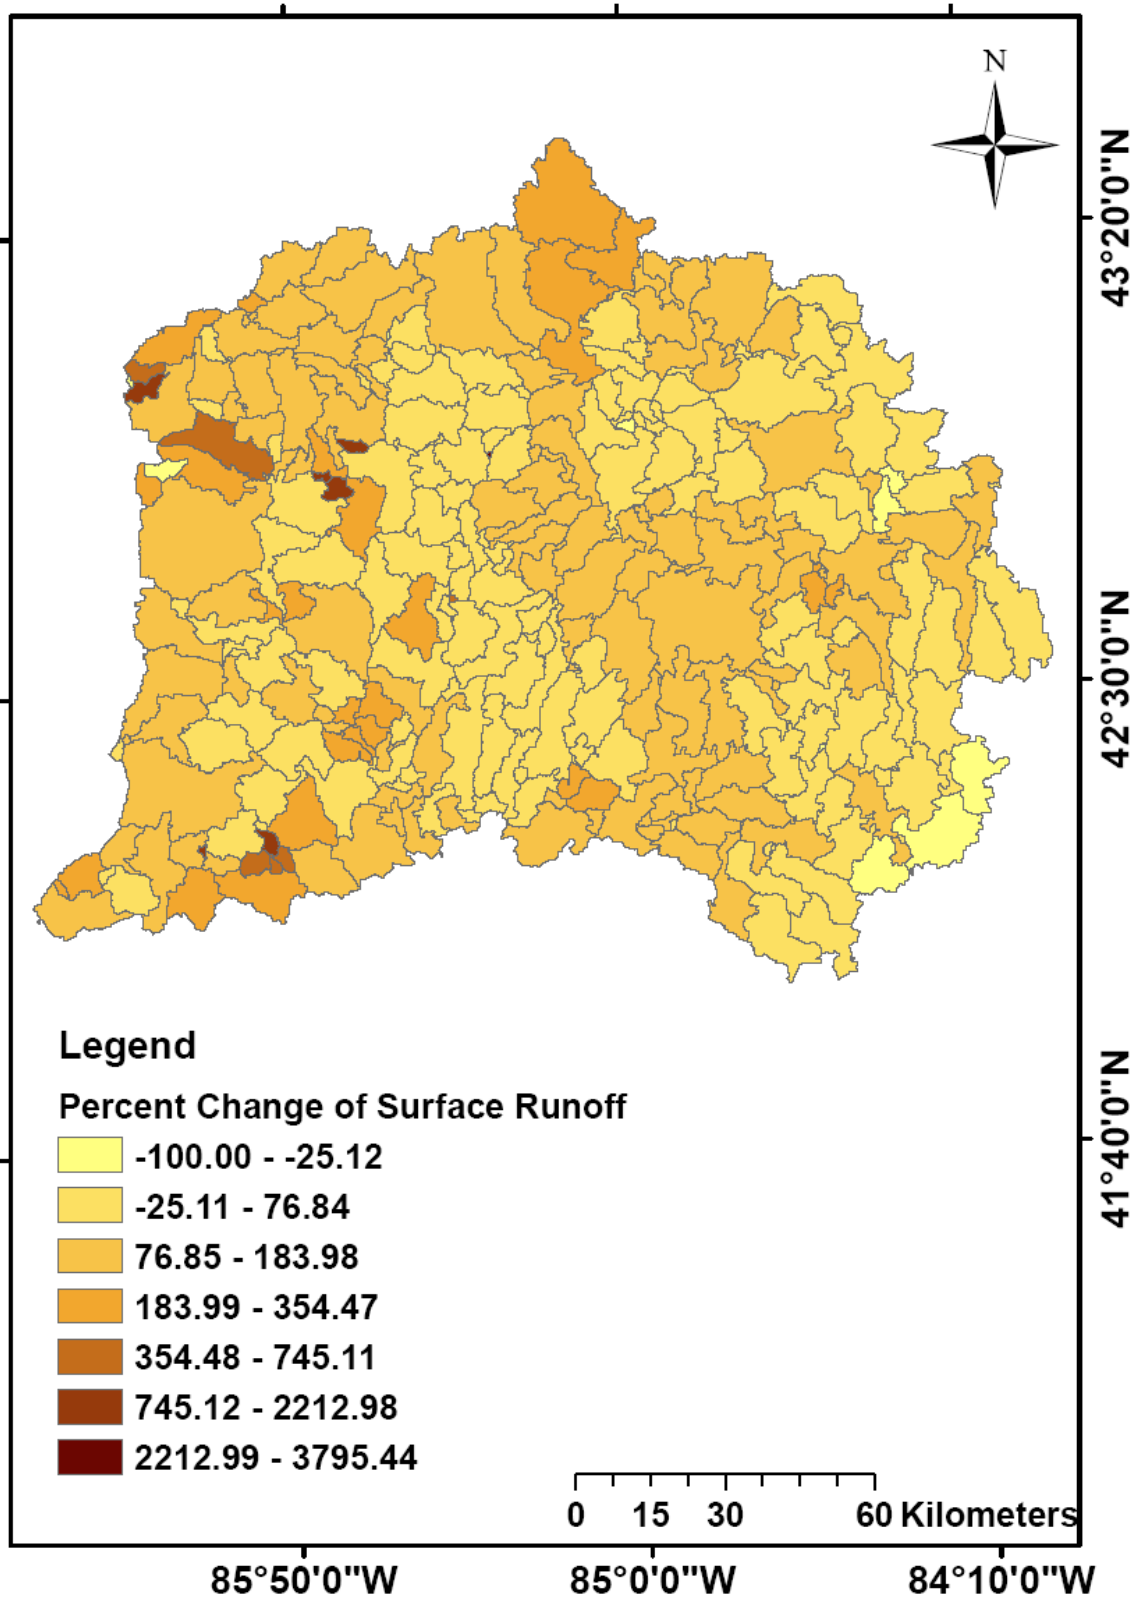 N
43°20'0"N
42°30'0"N
41°40'0"N
Legend
Percent Change of Surface Runoff
-100.00 - -25.12
-25.11 - 76.84
76.85 - 183.98
183.99 - 354.47
354.48 - 745.11
745.12 - 2212.98
2212.99 - 3795.44
0 15 30 60 Kilometers
85°50'0"W 85°0'0"W 84°10'0"W